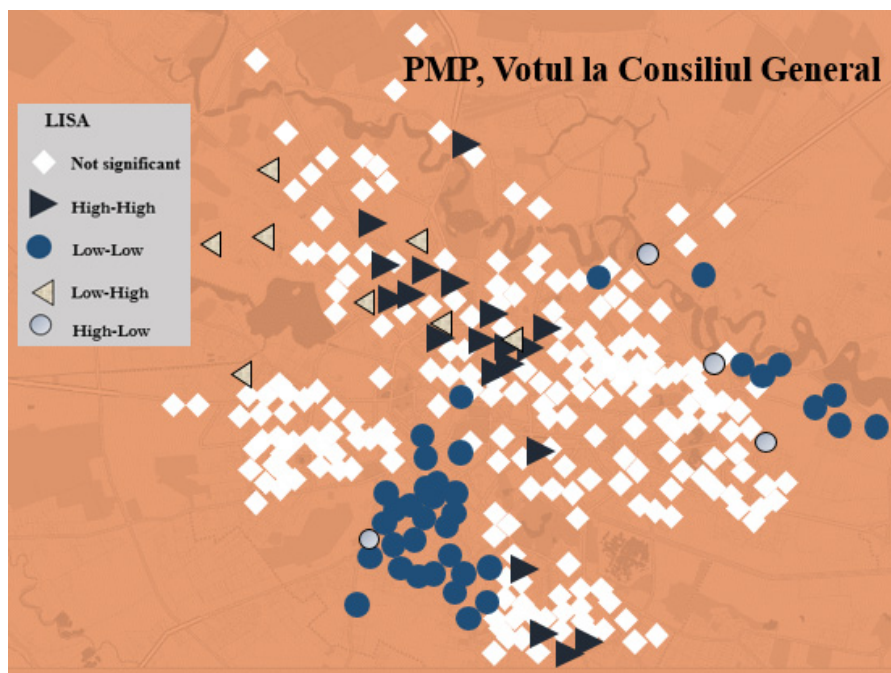 PMP, Votul la Consiliul General
LISA
Not significant
High-High
Low-Low
Low-High
High-Low